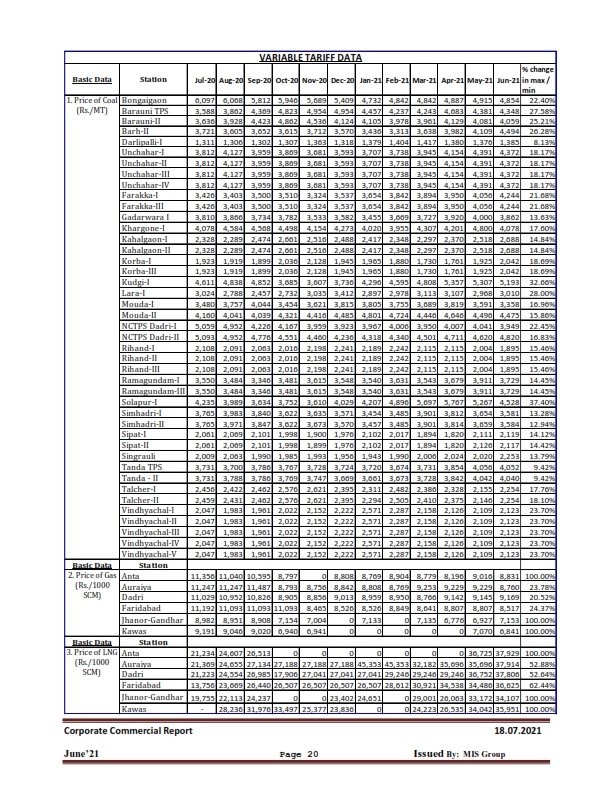 VARIABLE TARIFF DATA
Basic Data Station Jul-20 Aug-20 Sep-20 Oct-20 Nov-20 Dec-20 Jan-21 Feb-21 Mar-21 Apr-21 May-21 Jun-21 % change in max / min
1. Price of Coal (Rs./MT) Bongaigaon 6,097 6,068 5,812 5,946 5,689 5,409 4,732 4,842 4,842 4,887 4,915 4,854 22.40%
Barauni TPS 3,588 3,862 4,369 4,823 4,954 4,954 4,457 4,237 4,243 4,683 4,381 4,348 27.58%
Barauni-II 3,636 3,928 4,423 4,862 4,536 4,124 4,105 3,978 3,961 4,129 4,081 4,059 25.21%
Barh-II 3,721 3,605 3,652 3,615 3,712 3,570 3,436 3,313 3,638 3,982 4,109 4,494 26.28%
Darlipalli-I 1,311 1,306 1,302 1,307 1,363 1,318 1,379 1,404 1,417 1,380 1,376 1,385 8.13%
Unchahar-I 3,812 4,127 3,959 3,869 3,681 3,593 3,707 3,738 3,945 4,154 4,391 4,372 18.17%
Unchahar-II 3,812 4,127 3,959 3,869 3,681 3,593 3,707 3,738 3,945 4,154 4,391 4,372 18.17%
Unchahar-III 3,812 4,127 3,959 3,869 3,681 3,593 3,707 3,738 3,945 4,154 4,391 4,372 18.17%
Unchahar-IV 3,812 4,127 3,959 3,869 3,681 3,593 3,707 3,738 3,945 4,154 4,391 4,372 18.17%
Farakka-I 3,426 3,403 3,500 3,510 3,324 3,537 3,654 3,842 3,894 3,950 4,056 4,244 21.68%
Farakka-III 3,426 3,403 3,500 3,510 3,324 3,537 3,654 3,842 3,894 3,950 4,056 4,244 21.68%
Gadarwara I 3,810 3,866 3,734 3,782 3,533 3,582 3,455 3,669 3,727 3,920 4,000 3,862 13.63%
Khargone-I 4,078 4,584 4,568 4,498 4,154 4,273 4,020 3,955 4,307 4,201 4,800 4,078 17.60%
Kahalgaon-I 2,328 2,289 2,474 2,661 2,516 2,488 2,417 2,348 2,297 2,370 2,518 2,688 14.84%
Kahalgaon-II 2,328 2,289 2,474 2,661 2,516 2,488 2,417 2,348 2,297 2,370 2,518 2,688 14.84%
Korba-I 1,923 1,919 1,899 2,036 2,128 1,945 1,965 1,880 1,730 1,761 1,925 2,042 18.69%
Korba-III 1,923 1,919 1,899 2,036 2,128 1,945 1,965 1,880 1,730 1,761 1,925 2,042 18.69%
Kudgi-I 4,611 4,838 4,852 3,685 3,607 3,736 4,296 4,595 4,808 5,357 5,307 5,193 32.66%
Lara-I 3,024 2,788 2,457 2,732 3,035 3,412 2,897 2,978 3,113 3,107 2,968 3,010 28.00%
Mouda-I 3,480 3,757 4,044 3,454 3,621 3,815 3,805 3,755 3,689 3,819 3,591 3,358 16.96%
Mouda-II 4,160 4,041 4,039 4,321 4,416 4,485 4,801 4,724 4,446 4,646 4,496 4,475 15.86%
NCTPS Dadri-I 5,059 4,952 4,226 4,167 3,959 3,923 3,967 4,006 3,950 4,007 4,041 3,949 22.45%
NCTPS Dadri-II 5,093 4,952 4,776 4,551 4,460 4,236 4,318 4,340 4,501 4,711 4,620 4,820 16.83%
Rihand-I 2,108 2,091 2,063 2,016 2,198 2,241 2,189 2,242 2,115 2,115 2,004 1,895 15.46%
Rihand-II 2,108 2,091 2,063 2,016 2,198 2,241 2,189 2,242 2,115 2,115 2,004 1,895 15.46%
Rihand-III 2,108 2,091 2,063 2,016 2,198 2,241 2,189 2,242 2,115 2,115 2,004 1,895 15.46%
Ramagundam-I 3,550 3,484 3,346 3,481 3,615 3,548 3,540 3,631 3,543 3,679 3,911 3,729 14.45%
Ramagundam-III 3,550 3,484 3,346 3,481 3,615 3,548 3,540 3,631 3,543 3,679 3,911 3,729 14.45%
Solapur-I 4,235 3,989 3,634 3,752 3,610 4,029 4,207 4,896 5,697 5,767 5,267 4,528 37.40%
Simhadri-I 3,765 3,983 3,840 3,622 3,635 3,571 3,454 3,485 3,901 3,812 3,654 3,581 13.28%
Simhadri-II 3,765 3,971 3,847 3,622 3,673 3,570 3,457 3,485 3,901 3,814 3,659 3,584 12.94%
Sipat-I 2,061 2,069 2,101 1,998 1,900 1,976 2,102 2,017 1,894 1,820 2,111 2,119 14.12%
Sipat-II 2,061 2,069 2,101 1,998 1,899 1,976 2,102 2,017 1,894 1,820 2,126 2,117 14.42%
Singrauli 2,009 2,063 1,990 1,985 1,993 1,956 1,943 1,990 2,006 2,024 2,020 2,253 13.79%
Tanda TPS 3,731 3,700 3,786 3,767 3,728 3,724 3,720 3,674 3,731 3,854 4,056 4,052 9.42%
Tanda - II 3,731 3,788 3,786 3,769 3,747 3,669 3,661 3,673 3,728 3,842 4,042 4,040 9.42%
Talcher-I 2,456 2,422 2,462 2,576 2,621 2,395 2,311 2,482 2,386 2,328 2,155 2,254 17.76%
Talcher-II 2,459 2,431 2,462 2,576 2,621 2,395 2,294 2,505 2,410 2,375 2,146 2,254 18.10%
Vindhyachal-I 2,047 1,983 1,961 2,022 2,152 2,222 2,571 2,287 2,158 2,126 2,109 2,123 23.70%
Vindhyachal-II 2,047 1,983 1,961 2,022 2,152 2,222 2,571 2,287 2,158 2,126 2,109 2,123 23.70%
Vindhyachal-III 2,047 1,983 1,961 2,022 2,152 2,222 2,571 2,287 2,158 2,126 2,109 2,123 23.70%
Vindhyachal-IV 2,047 1,983 1,961 2,022 2,152 2,222 2,571 2,287 2,158 2,126 2,109 2,123 23.70%
Vindhyachal-V 2,047 1,983 1,961 2,022 2,152 2,222 2,571 2,287 2,158 2,126 2,109 2,123 23.70%
Basic Data Station
2. Price of Gas (Rs./1000 SCM) Anta 11,356 11,040 10,595 8,797 0 8,808 8,769 8,904 8,779 8,196 9,016 8,831 100.00%
Auraiya 11,247 11,247 11,487 8,793 8,756 8,842 8,808 8,769 9,253 9,229 9,229 8,760 23.78%
Dadri 11,029 10,952 10,826 8,905 8,856 9,013 8,959 8,950 8,766 9,142 9,145 9,169 20.52%
Faridabad 11,192 11,093 11,093 11,093 8,465 8,526 8,526 8,849 8,641 8,807 8,807 8,517 24.37%
Jhanor-Gandhar 8,982 8,951 8,908 7,154 7,004 0 7,133 0 7,135 6,776 6,927 7,153 100.00%
Kawas 9,191 9,046 9,020 6,940 6,941 0 0 0 0 0 7,070 6,841 100.00%
Basic Data Station
3. Price of LNG (Rs./1000 SCM) Anta 21,234 24,607 26,513 0 0 0 0 0 0 0 36,725 37,929 100.00%
Auraiya 21,369 24,655 27,134 27,188 27,188 27,188 45,353 45,353 32,182 35,696 35,696 37,914 52.88%
Dadri 21,223 24,554 26,985 17,906 27,041 27,041 27,041 29,246 29,246 29,246 36,752 37,806 52.64%
Faridabad 13,756 23,669 26,440 26,507 26,507 26,507 26,507 28,612 30,921 34,538 34,486 36,625 62.44%
Jhanor-Gandhar 19,755 22,113 24,237 0 0 23,402 24,651 0 29,001 26,063 33,172 34,107 100.00%
Kawas - 28,236 31,976 33,497 25,377 23,836 0 0 24,223 26,535 34,042 35,951 100.00%
Corporate Commercial Report 18.07.2021
June'21 Page 20 Issued By: MIS Group